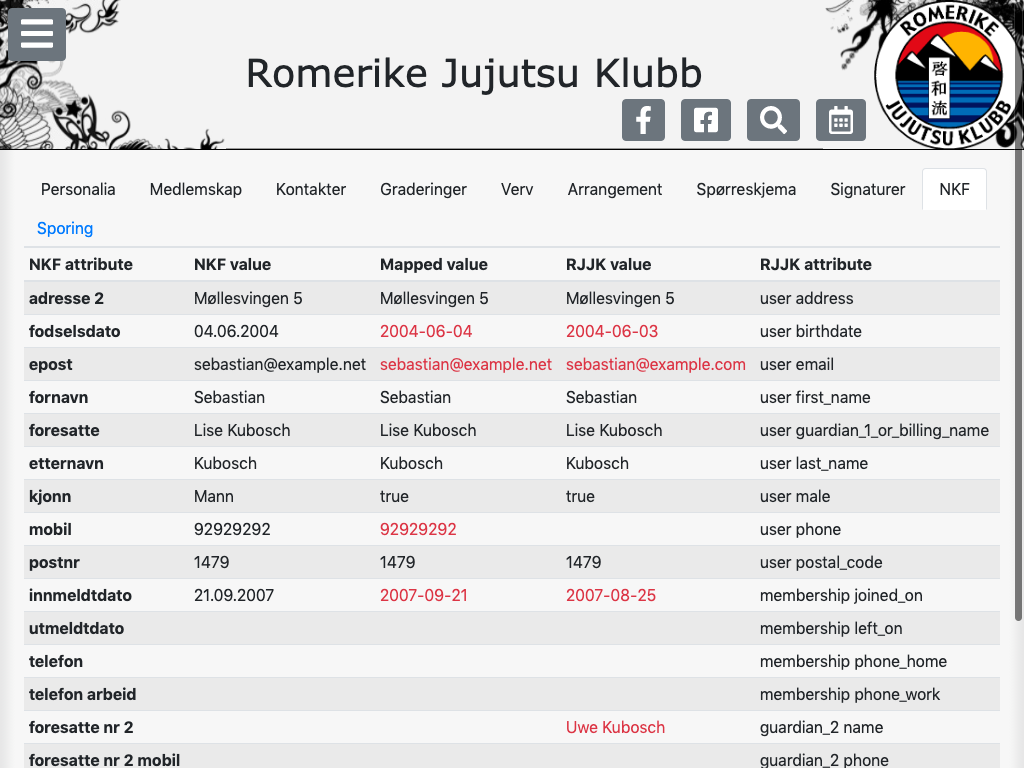 Romerike Jujutsu Klubb
ROMERIKE
啓和流
JUJUTSU KLUBB
Personalia Medlemskap Kontakter Graderinger Verv Arrangement Spørreskjema Signaturer NKF
Sporing
NKF attribute NKF value Mapped value RJJK value RJJK attribute
adresse 2 Møllesvingen 5 Møllesvingen 5 Møllesvingen 5 user address
fodselsdato 04.06.2004 2004-06-04 2004-06-03 user birthdate
epost sebastian@example.net sebastian@example.net sebastian@example.com user email
fornavn Sebastian Sebastian Sebastian user first_name
foresatte Lise Kubosch Lise Kubosch Lise Kubosch user guardian_1_or_billing_name
etternavn Kubosch Kubosch Kubosch user last_name
kjonn Mann true true user male
mobil 92929292 92929292 user phone
postnr 1479 1479 1479 user postal_code
innmeldtdato 21.09.2007 2007-09-21 2007-08-25 membership joined_on
utmeldtdato membership left_on
telefon membership phone_home
telefon arbeid membership phone_work
foresatte nr 2 Uwe Kubosch guardian_2 name
foresatte nr 2 mobil guardian_2 phone